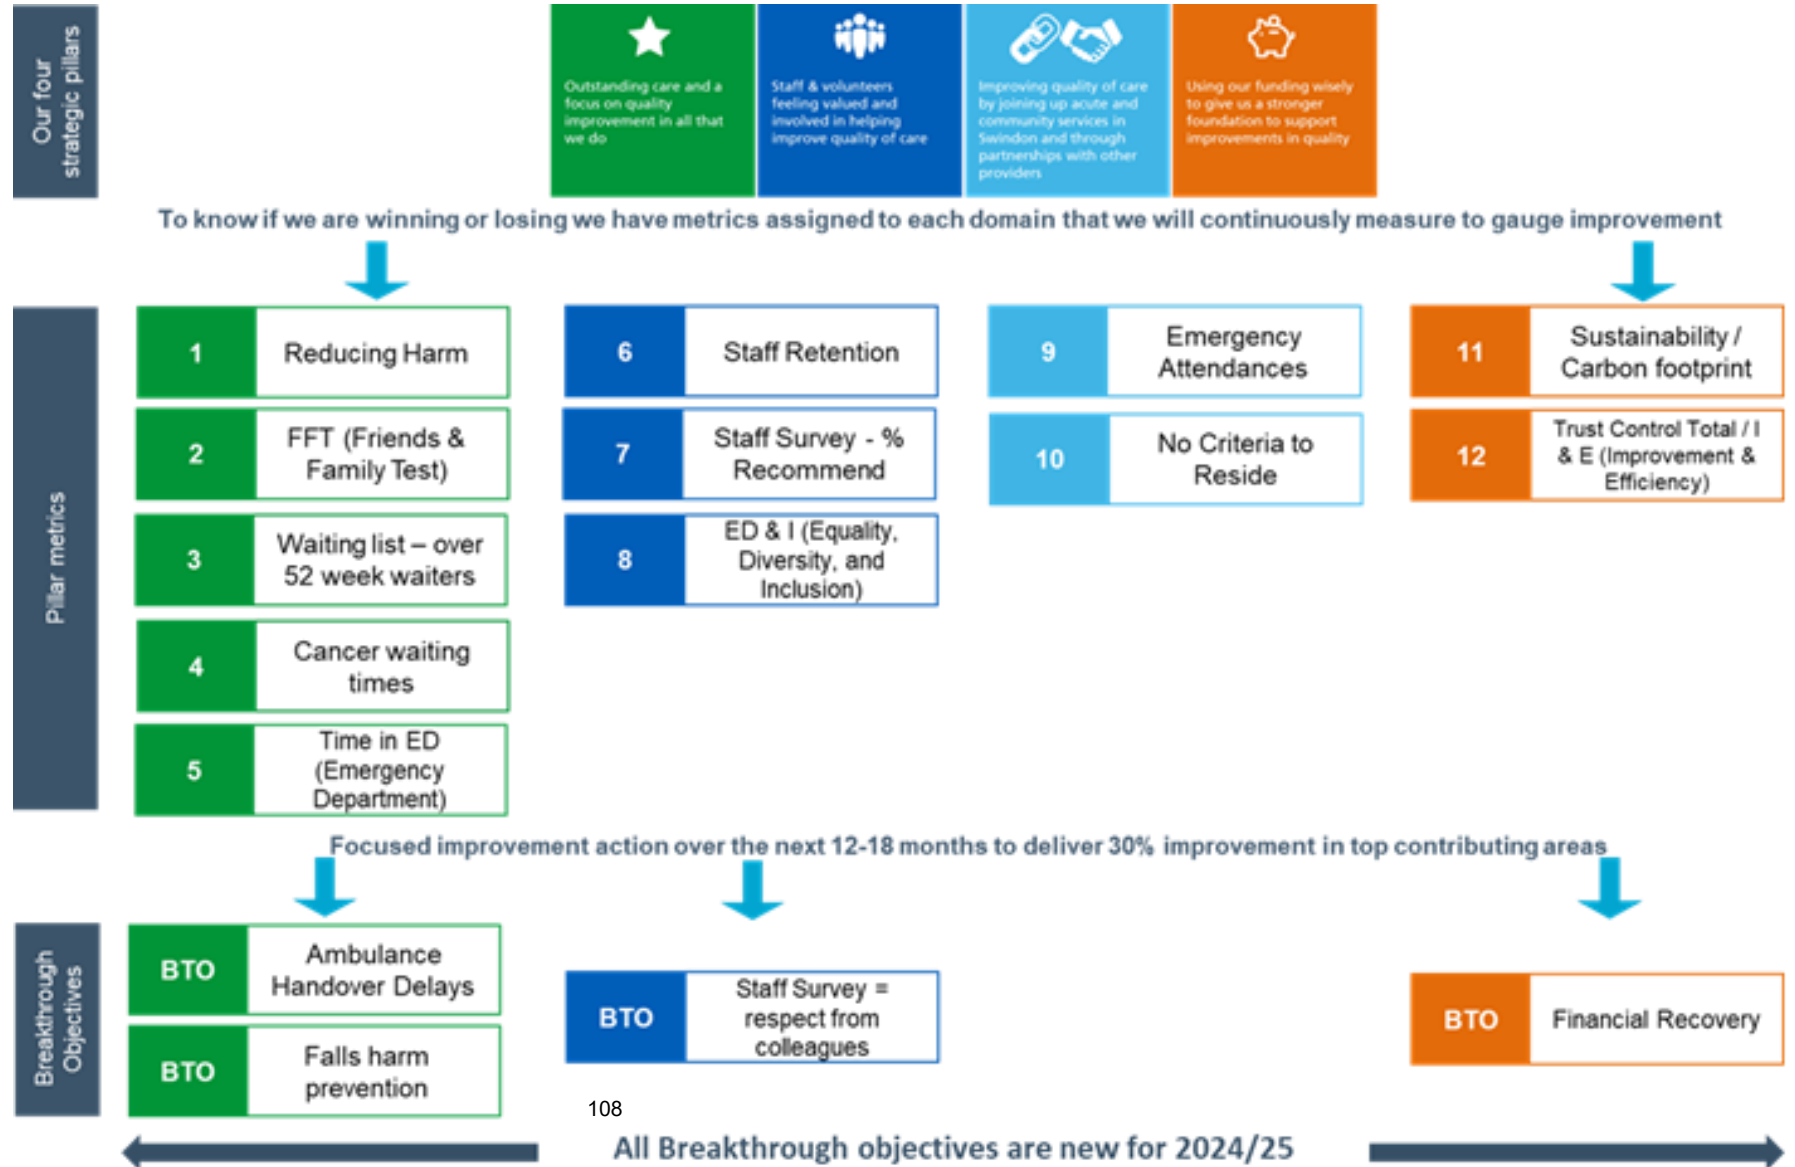 Our four
strategic pillars
Outstanding care and a
focus on quality
improvement in all that
we do
Staff & volunteers
feeling valued and
involved in helping
improve quality of care
Improving quality of care
by joining up acute and
community services in
Swindon and through
partnerships with other
providers
Using our funding wisely
to give us a stronger
foundation to support
improvements in quality
To know if we are winning or losing we have metrics assigned to each domain that we will continuously measure to gauge improvement
Pillar metrics
1
Reducing Harm
2
FFT (Friends &
Family Test)
3
Waiting list – over
52 week waiters
4
Cancer waiting
times
5
Time in ED
(Emergency
Department)
6
Staff Retention
7
Staff Survey - %
Recommend
8
ED & I (Equality,
Diversity, and
Inclusion)
9
Emergency
Attendances
10
No Criteria to
Reside
11
Sustainability /
Carbon footprint
12
Trust Control Total / I
& E (Improvement &
Efficiency)
Focused improvement action over the next 12-18 months to deliver 30% improvement in top contributing areas
Breakthrough
Objectives
BTO
Ambulance
Handover Delays
BTO
Falls harm
prevention
BTO
Staff Survey =
respect from
colleagues
BTO
Financial Recovery
108
All Breakthrough objectives are new for 2024/25